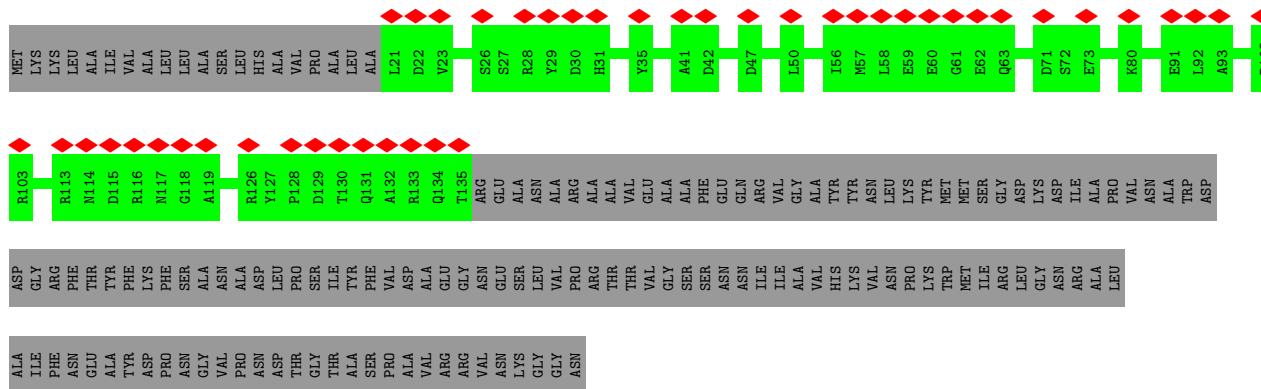 MET LYS LYS LEU ALA ILE VAL ALA LEU LEU ALA SER LEU HIS ALA VAL PRO ALA LEU ALA L21 D22 V23 S26 S27 R28 Y29 D30 H31 Y35 A41 D42 D47 L50 I56 M57 L58 E59 E60 G61 E62 Q63 D71 S72 E73 K80 E91 L92 A93
R103 R113 N114 D115 R116 N117 G118 A119 R126 Y127 P128 D129 T130 Q131 A132 R133 Q134 T135 ARG GLU ALA ASN ALA ARG ALA ALA VAL GLU ALA ALA PHE GLU GLN ARG VAL GLY ALA TYR TYR ASN LEU LYS TYR MET MET SER GLY ASP LYS ASP ILE ALA PRO VAL ASN ALA TRP ASP
ASP GLY ARG PHE THR TYR PHE LYS PHE SER ALA ASN ALA ASP LEU PRO SER ILE TYR PHE VAL ASP ALA GLU GLY ASN GLU SER LEU VAL PRO ARG THR THR VAL GLY SER SER ASN ASN ILE ILE ALA VAL HIS LYS VAL ASN PRO LYS TRP MET ILE ARG LEU GLY ASN ARG ALA LEU
ALA ILE PHE ASN GLU ALA TYR ASP PRO ASN GLY VAL PRO ASN ASP THR GLY THR ALA SER PRO ALA VAL ARG ARG VAL ASN LYS GLY GLY ASN